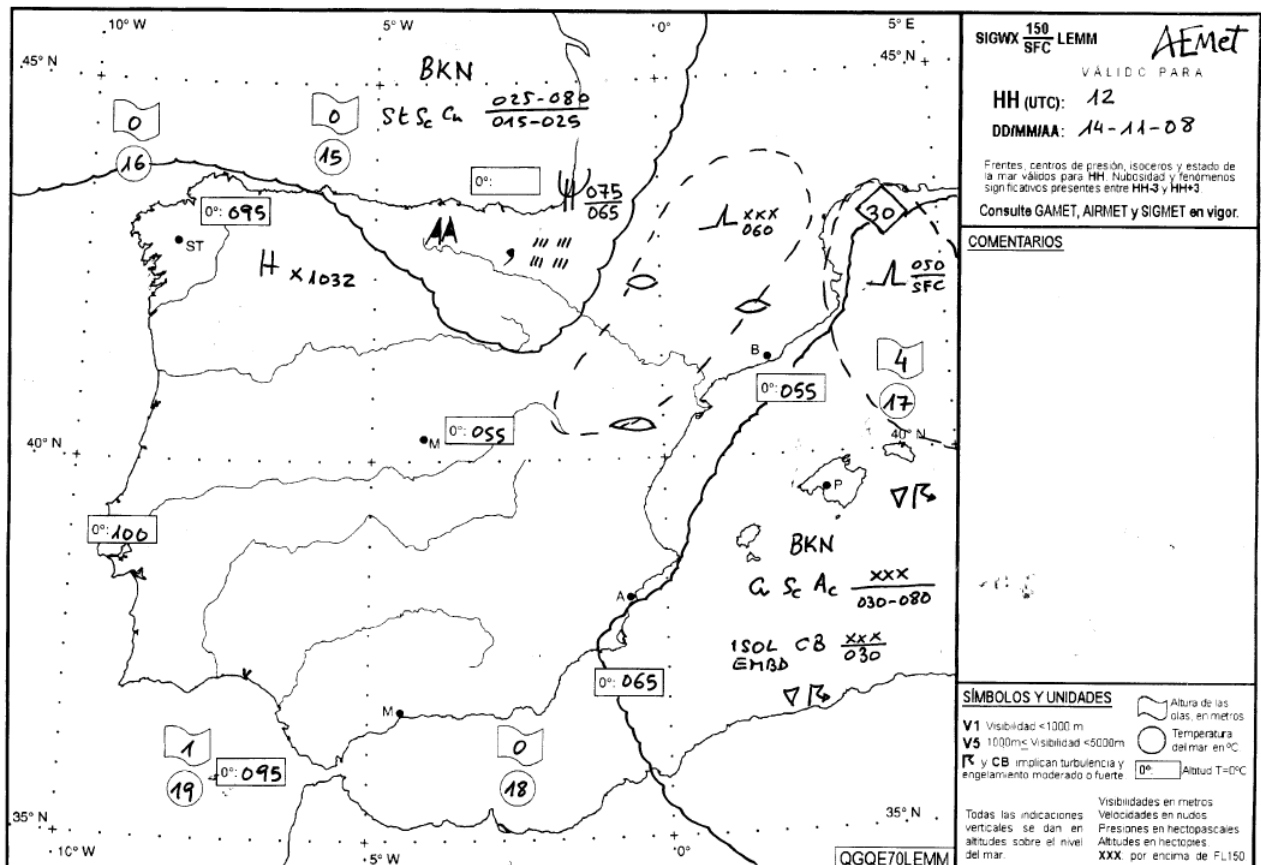 10° W
5° W
0°
5° E
45° N
45° N
BKN
St Sc Cu 025-080
015-025
0
16
0
15
0°:
075
065
0°: 095
ST
H x 1032
xxx
060
30
050
SFC
4
17
B
0°: 055
0°: 055
M
40° N
40° N
P
0°: 100
BKN
Cu Sc Ac xxx
030-080
A
ISOL CB xxx
EMBD 030
0°: 065
M
1
19
0°: 095
0
18
35° N
35° N
10° W
5° W
0°
QGQE70LEMM
SIGWX 150 LEMM
SFC
AEMet
VÁLIDO PARA
HH (UTC): 12
DD/MM/AA: 14-11-08
Frentes, centros de presión, isoceros y estado de
la mar válidos para HH. Nubosidad y fenómenos
significativos presentes entre HH-3 y HH+3
Consulte GAMET, AIRMET y SIGMET en vigor.
COMENTARIOS
SÍMBOLOS Y UNIDADES
V1 Visibilidad <1000 m
V5 1000m≤ Visibilidad <5000m
y CB implican turbulencia y
engelamiento moderado o fuerte
Altura de las
olas, en metros
Temperatura
del mar en ºC
0º: Altitud T=0ºC
Todas las indicaciones
verticales se dan en
altitudes sobre el nivel
del mar.
Visibilidades en metros
Velocidades en nudos
Presiones en hectopascales
Altitudes en hectopies
XXX: por encima de FL150